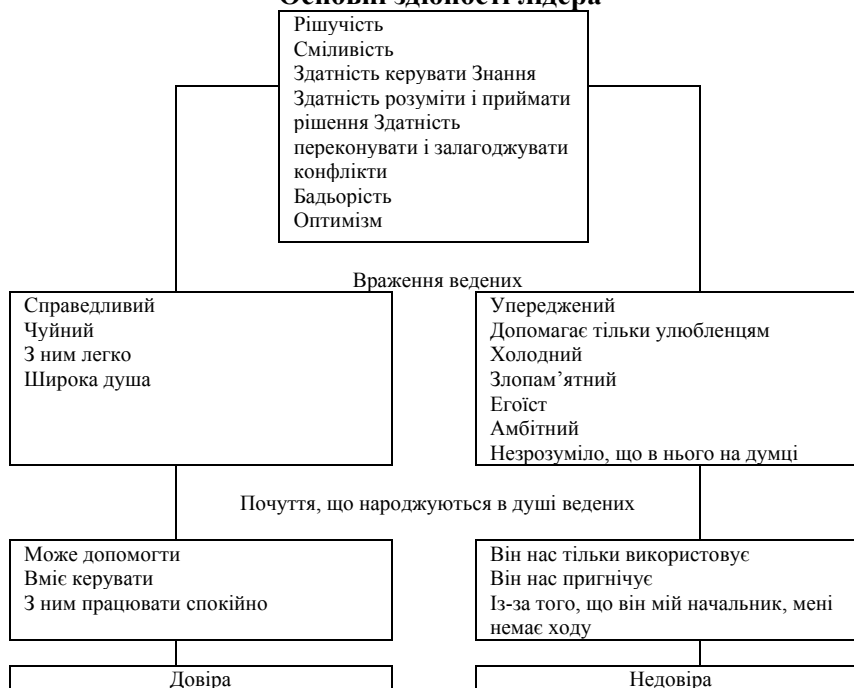 Основні здібності лідера
Рішучість
Сміливість
Здатність керувати Знання
Здатність розуміти і приймати
рішення Здатність
переконувати і залагоджувати
конфлікти
Бадьорість
Оптимізм
Враження ведених
Справедливий
Чуйний
З ним легко
Широка душа
Упереджений
Допомагає тільки улюбленцям
Холодний
Злопам’ятний
Егоїст
Амбітний
Незрозуміло, що в нього на думці
Почуття, що народжуються в душі ведених
Може допомогти
Вміє керувати
З ним працювати спокійно
Він нас тільки використовує
Він нас пригнічує
Із-за того, що він мій начальник, мені
немає ходу
Довіра
Недовіра